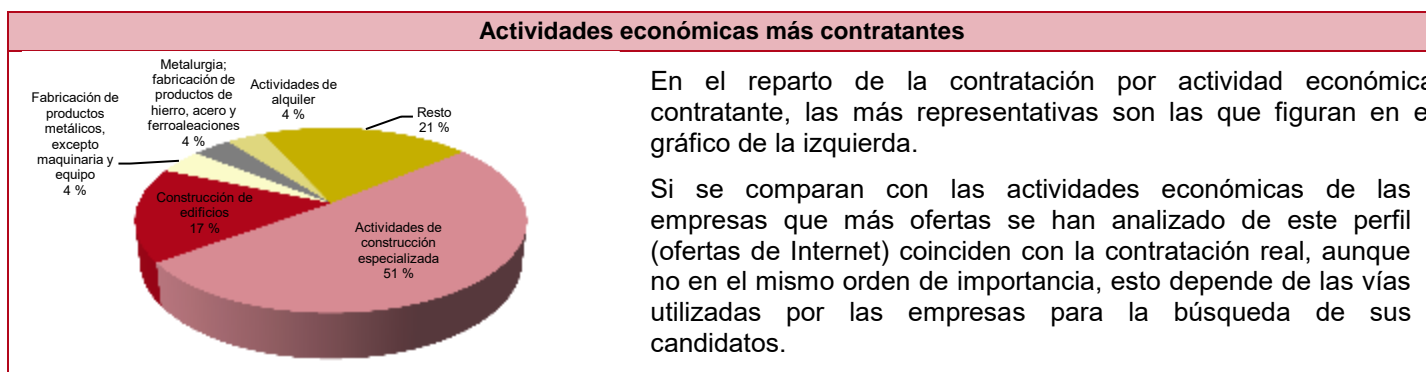 Actividades económicas más contratantes
Metalurgia;
fabricación de
productos de
hierro, acero y
ferroaleaciones
4 %
Actividades de
alquiler
4 %
Fabricación de
productos
metálicos,
excepto
maquinaria y
equipo
4 %
Resto
21 %
Construcción de
edificios
17 %
Actividades de
construcción
especializada
51 %
En el reparto de la contratación por actividad económica
contratante, las más representativas son las que figuran en e
gráfico de la izquierda.
Si se comparan con las actividades económicas de las
empresas que más ofertas se han analizado de este perfil
(ofertas de Internet) coinciden con la contratación real, aunque
no en el mismo orden de importancia, esto depende de las vías
utilizadas por las empresas para la búsqueda de sus
candidatos.